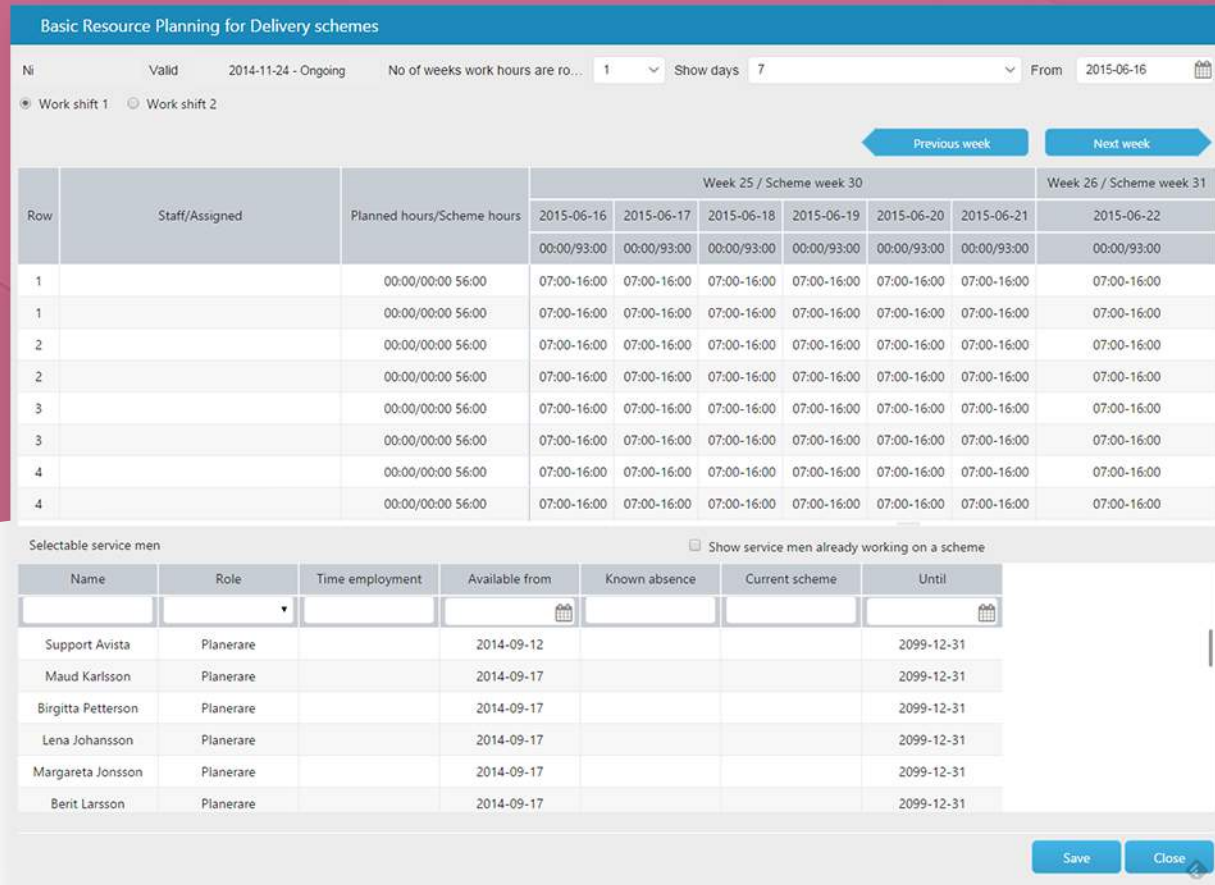 Basic Resource Planning for Delivery schemes
Ni Valid 2014-11-24 - Ongoing No of weeks work hours are ro... 1 Show days 7 From 2015-06-16
Work shift 1 Work shift 2
Previous week Next week
Week 25 / Scheme week 30 Week 26 / Scheme week 31
Row Staff/Assigned Planned hours/Scheme hours 2015-06-16 2015-06-17 2015-06-18 2015-06-19 2015-06-20 2015-06-21 2015-06-22
00:00/93:00 00:00/93:00 00:00/93:00 00:00/93:00 00:00/93:00 00:00/93:00 00:00/93:00
1 00:00/00:00 56:00 07:00-16:00 07:00-16:00 07:00-16:00 07:00-16:00 07:00-16:00 07:00-16:00 07:00-16:00
1 00:00/00:00 56:00 07:00-16:00 07:00-16:00 07:00-16:00 07:00-16:00 07:00-16:00 07:00-16:00 07:00-16:00
2 00:00/00:00 56:00 07:00-16:00 07:00-16:00 07:00-16:00 07:00-16:00 07:00-16:00 07:00-16:00 07:00-16:00
2 00:00/00:00 56:00 07:00-16:00 07:00-16:00 07:00-16:00 07:00-16:00 07:00-16:00 07:00-16:00 07:00-16:00
3 00:00/00:00 56:00 07:00-16:00 07:00-16:00 07:00-16:00 07:00-16:00 07:00-16:00 07:00-16:00 07:00-16:00
3 00:00/00:00 56:00 07:00-16:00 07:00-16:00 07:00-16:00 07:00-16:00 07:00-16:00 07:00-16:00 07:00-16:00
4 00:00/00:00 56:00 07:00-16:00 07:00-16:00 07:00-16:00 07:00-16:00 07:00-16:00 07:00-16:00 07:00-16:00
4 00:00/00:00 56:00 07:00-16:00 07:00-16:00 07:00-16:00 07:00-16:00 07:00-16:00 07:00-16:00 07:00-16:00
Selectable service men Show service men already working on a scheme
Name Role Time employment Available from Known absence Current scheme Until
Support Avista Planerare 2014-09-12 2099-12-31
Maud Karlsson Planerare 2014-09-17 2099-12-31
Birgitta Petterson Planerare 2014-09-17 2099-12-31
Lena Johansson Planerare 2014-09-17 2099-12-31
Margareta Jonsson Planerare 2014-09-17 2099-12-31
Berit Larsson Planerare 2014-09-17 2099-12-31
Save Close